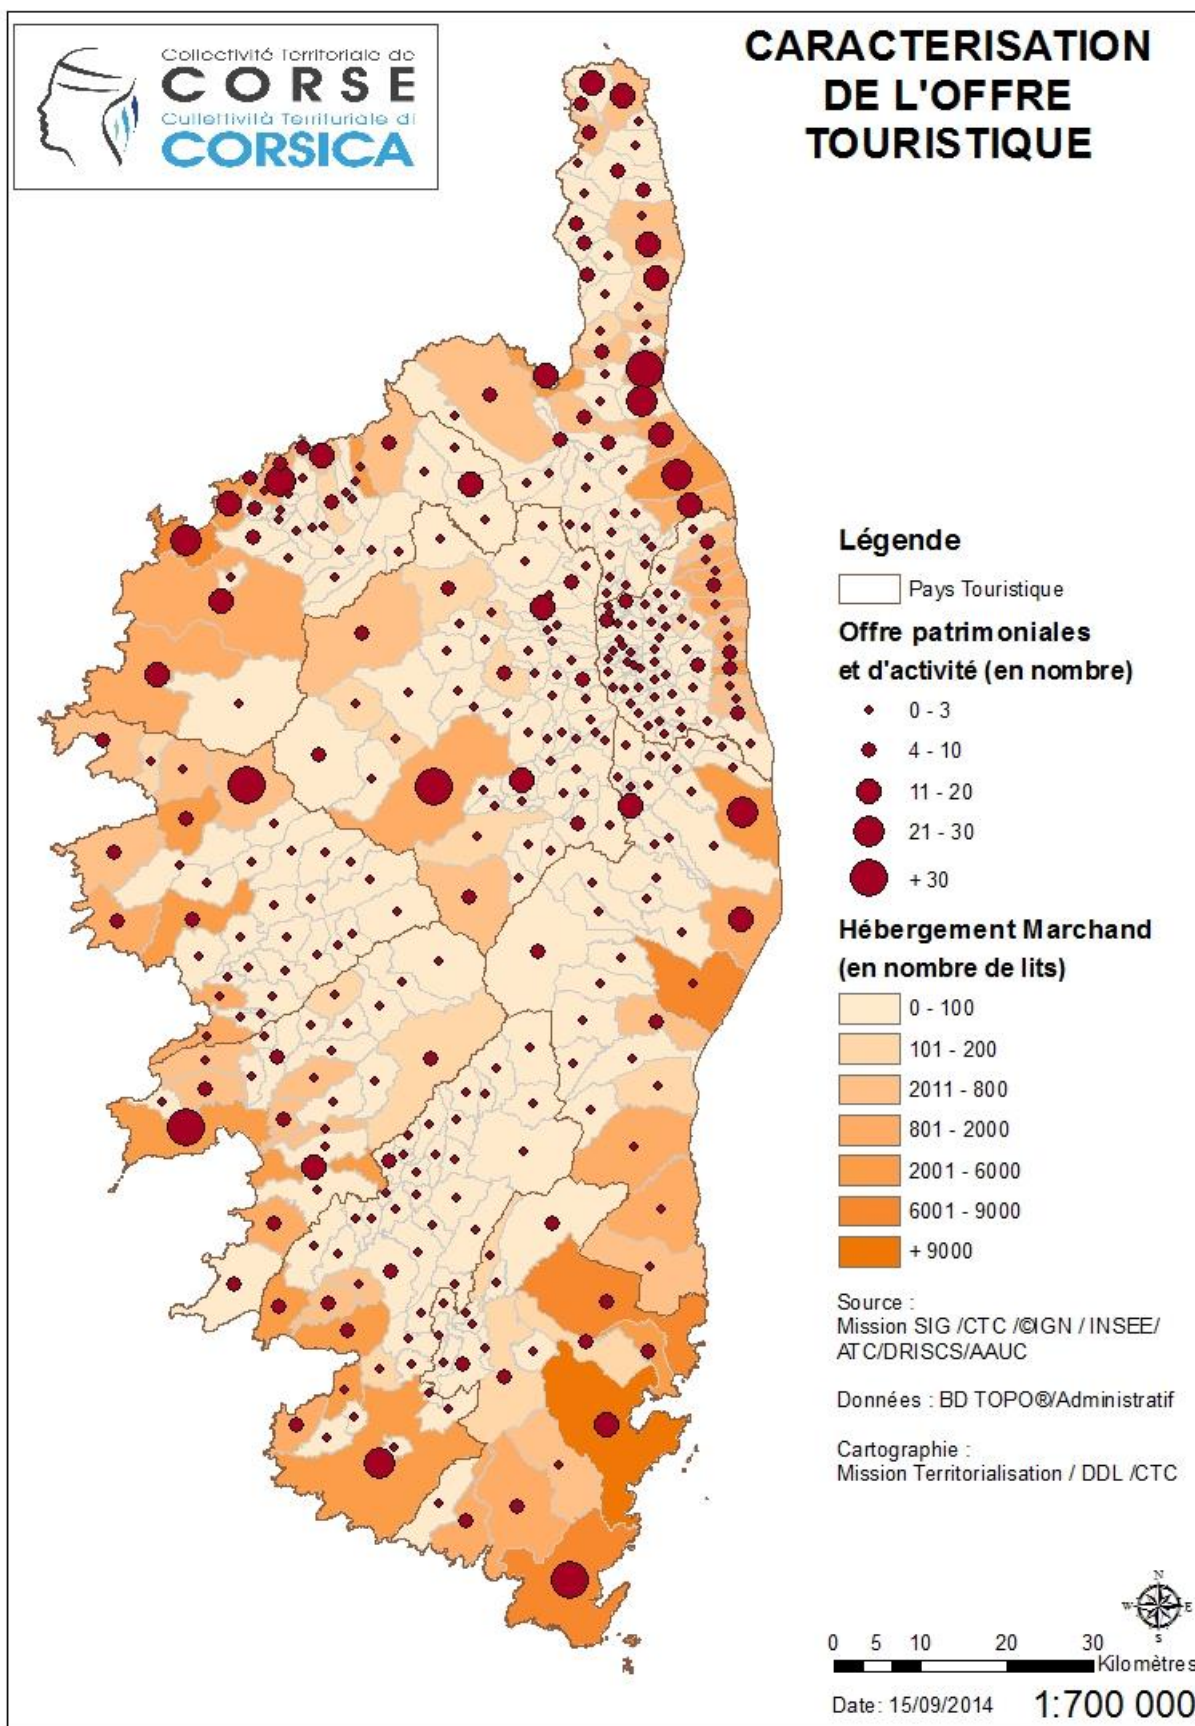 Collectivité Territoriale de
CORSE
Cullettività Territuriale di
CORSICA
CARACTERISATION
DE L'OFFRE
TOURISTIQUE
Légende
Pays Touristique
Offre patrimoniales
et d'activité (en nombre)
0 - 3
4 - 10
11 - 20
21 - 30
+ 30
Hébergement Marchand
(en nombre de lits)
0 - 100
101 - 200
2011 - 800
801 - 2000
2001 - 6000
6001 - 9000
+ 9000
Source :
Mission SIG /CTC /©IGN / INSEE/
ATC/DRISCS/AAUC
Données : BD TOPO®/Administratif
Cartographie :
Mission Territorialisation / DDL /CTC
N
W E
S
0 5 10 20 30
Kilomètres
Date: 15/09/2014 1:700 000